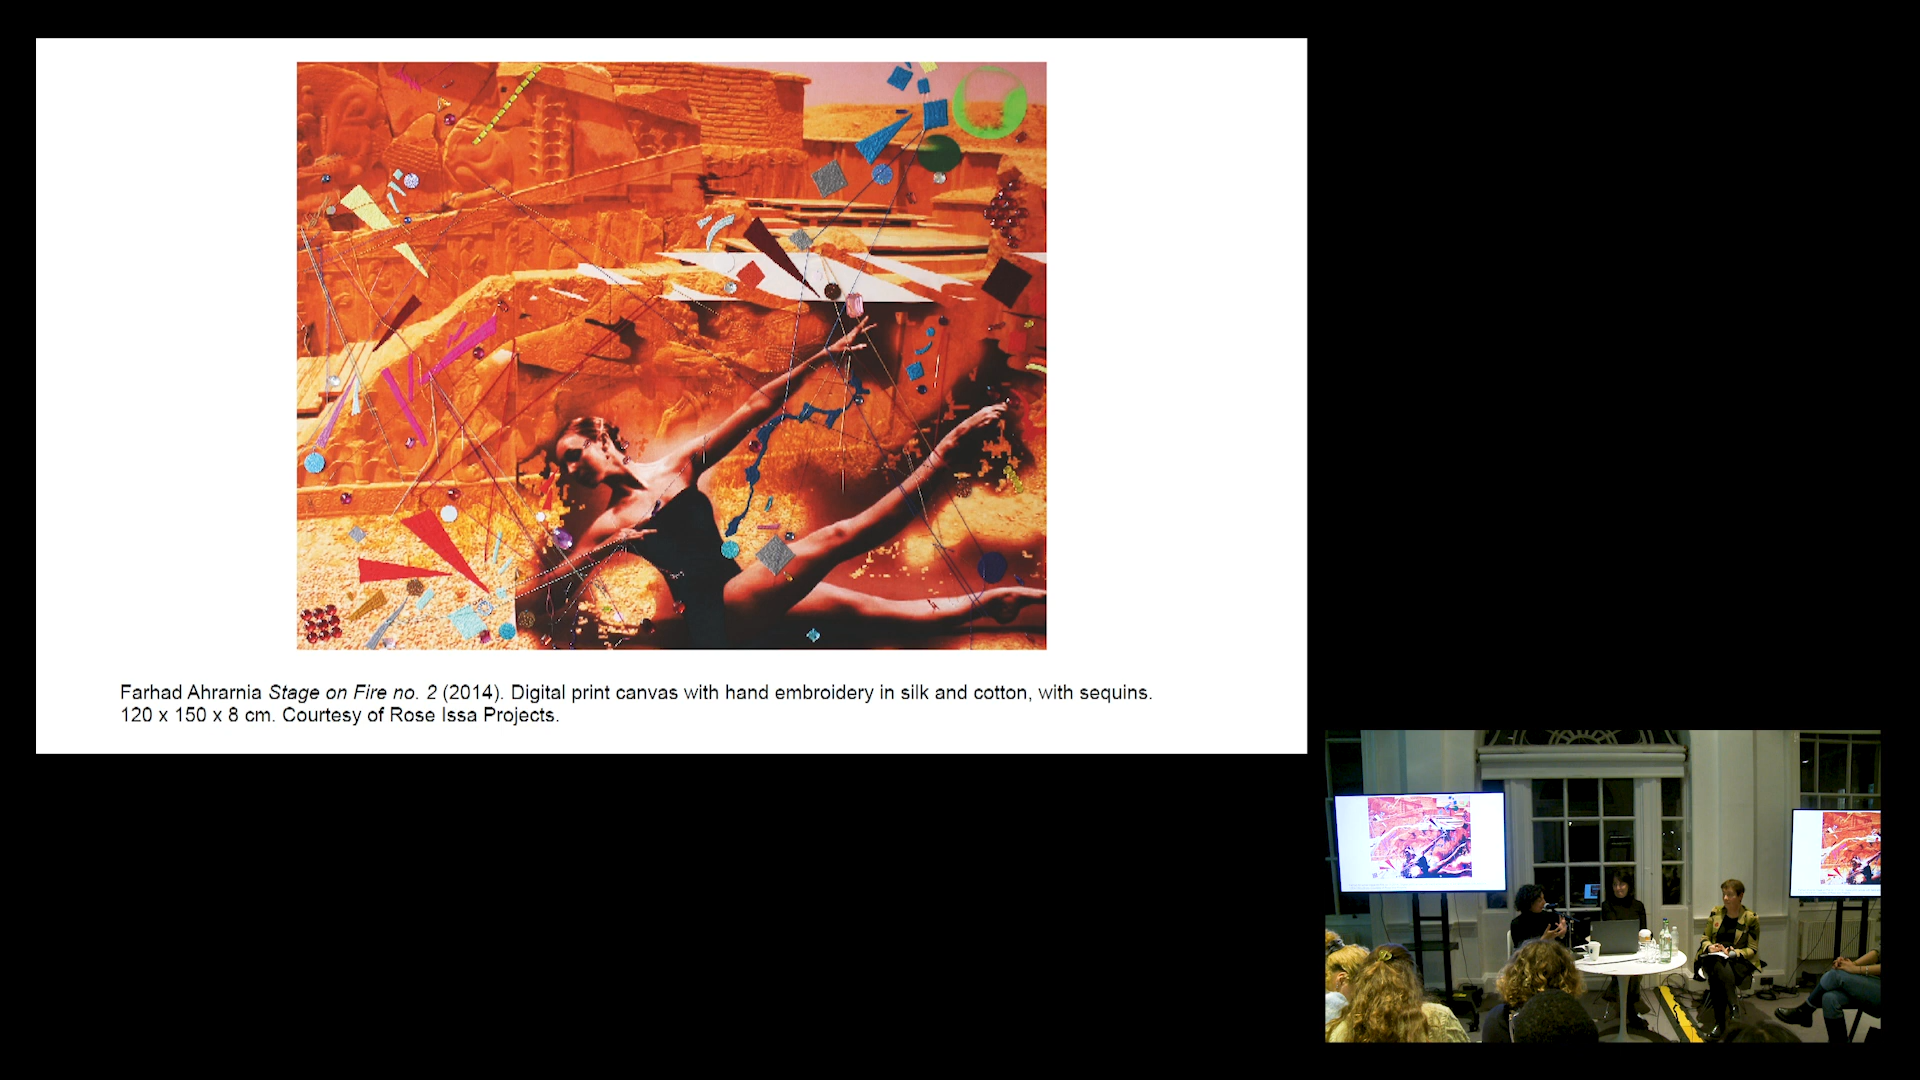 Farhad Ahrarnia Stage on Fire no. 2 (2014). Digital print canvas with hand embroidery in silk and cotton, with sequins.
120 x 150 x 8 cm. Courtesy of Rose Issa Projects.